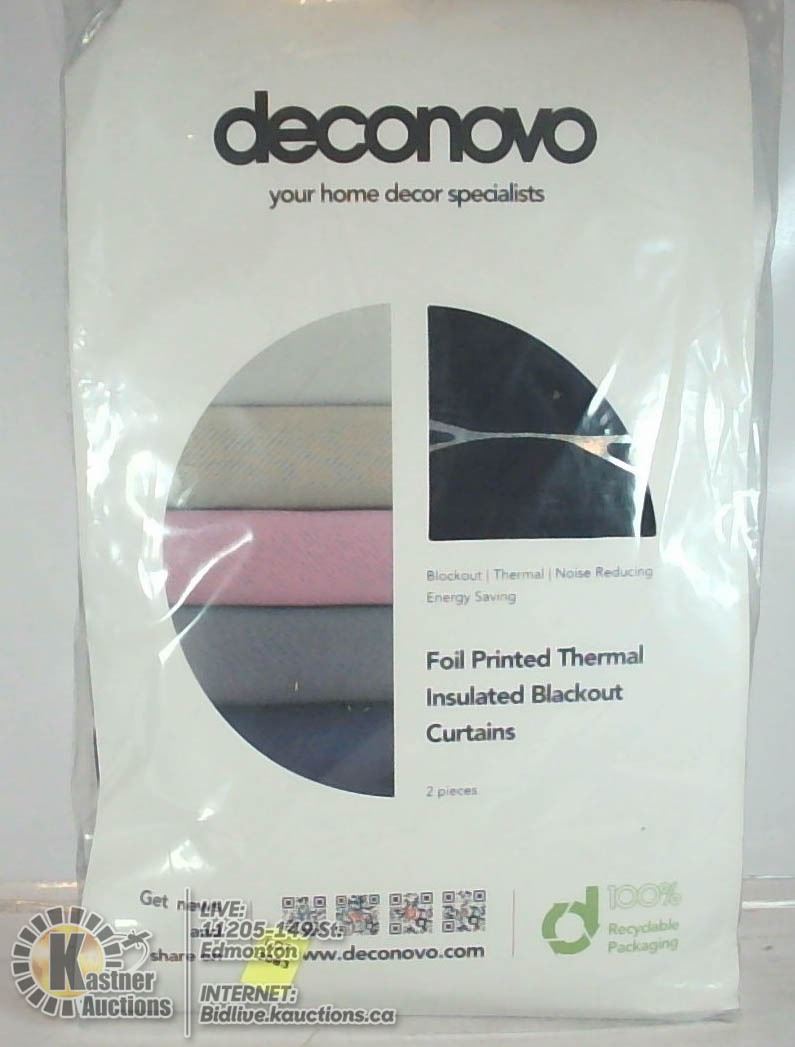 deconovo
your home decor specialists
Blockout | Thermal | Noise Reducing
Energy Saving
Foil Printed Thermal
Insulated Blackout
Curtains
2 pieces
Get
share
www.deconovo.com
100%
Recyclable
Packaging
Kastner
Auctions
LIVE:
11205-149 St.
Edmonton
INTERNET:
Bidlive.kauctions.ca